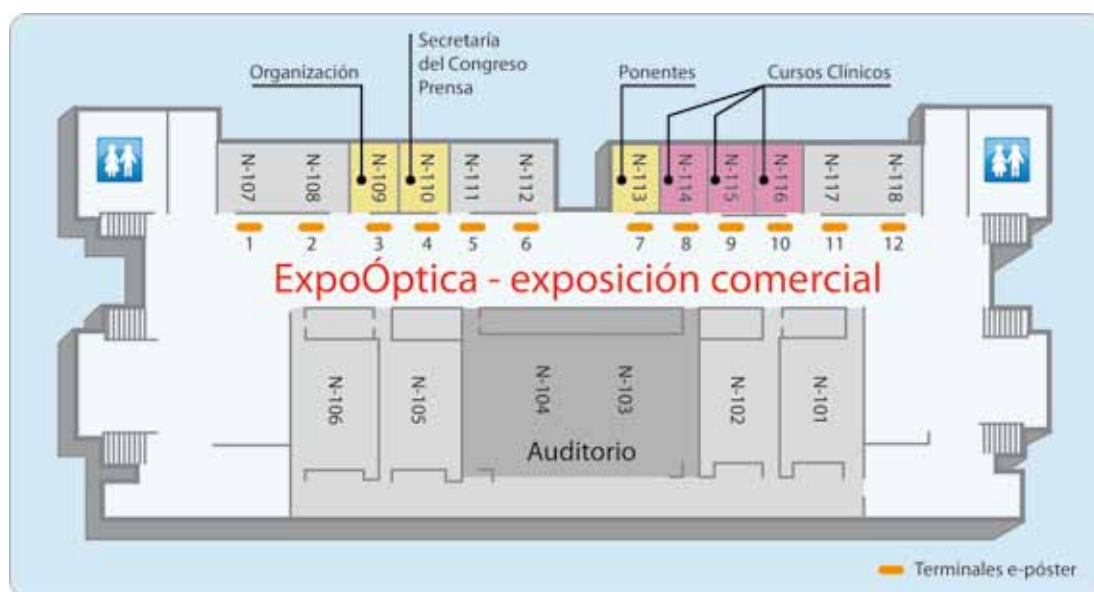 Secretaría
del Congreso
Prensa
Organización
Ponentes
Cursos Clínicos
N-107
N-108
N-109
N-110
N-111
N-112
N-113
N-114
N-115
N-116
N-117
N-118
1
2
3
4
5
6
7
8
9
10
11
12
ExpoÓptica - exposición comercial
N-106
N-105
N-104
N-103
N-102
N-101
Auditorio
Terminales e-póster